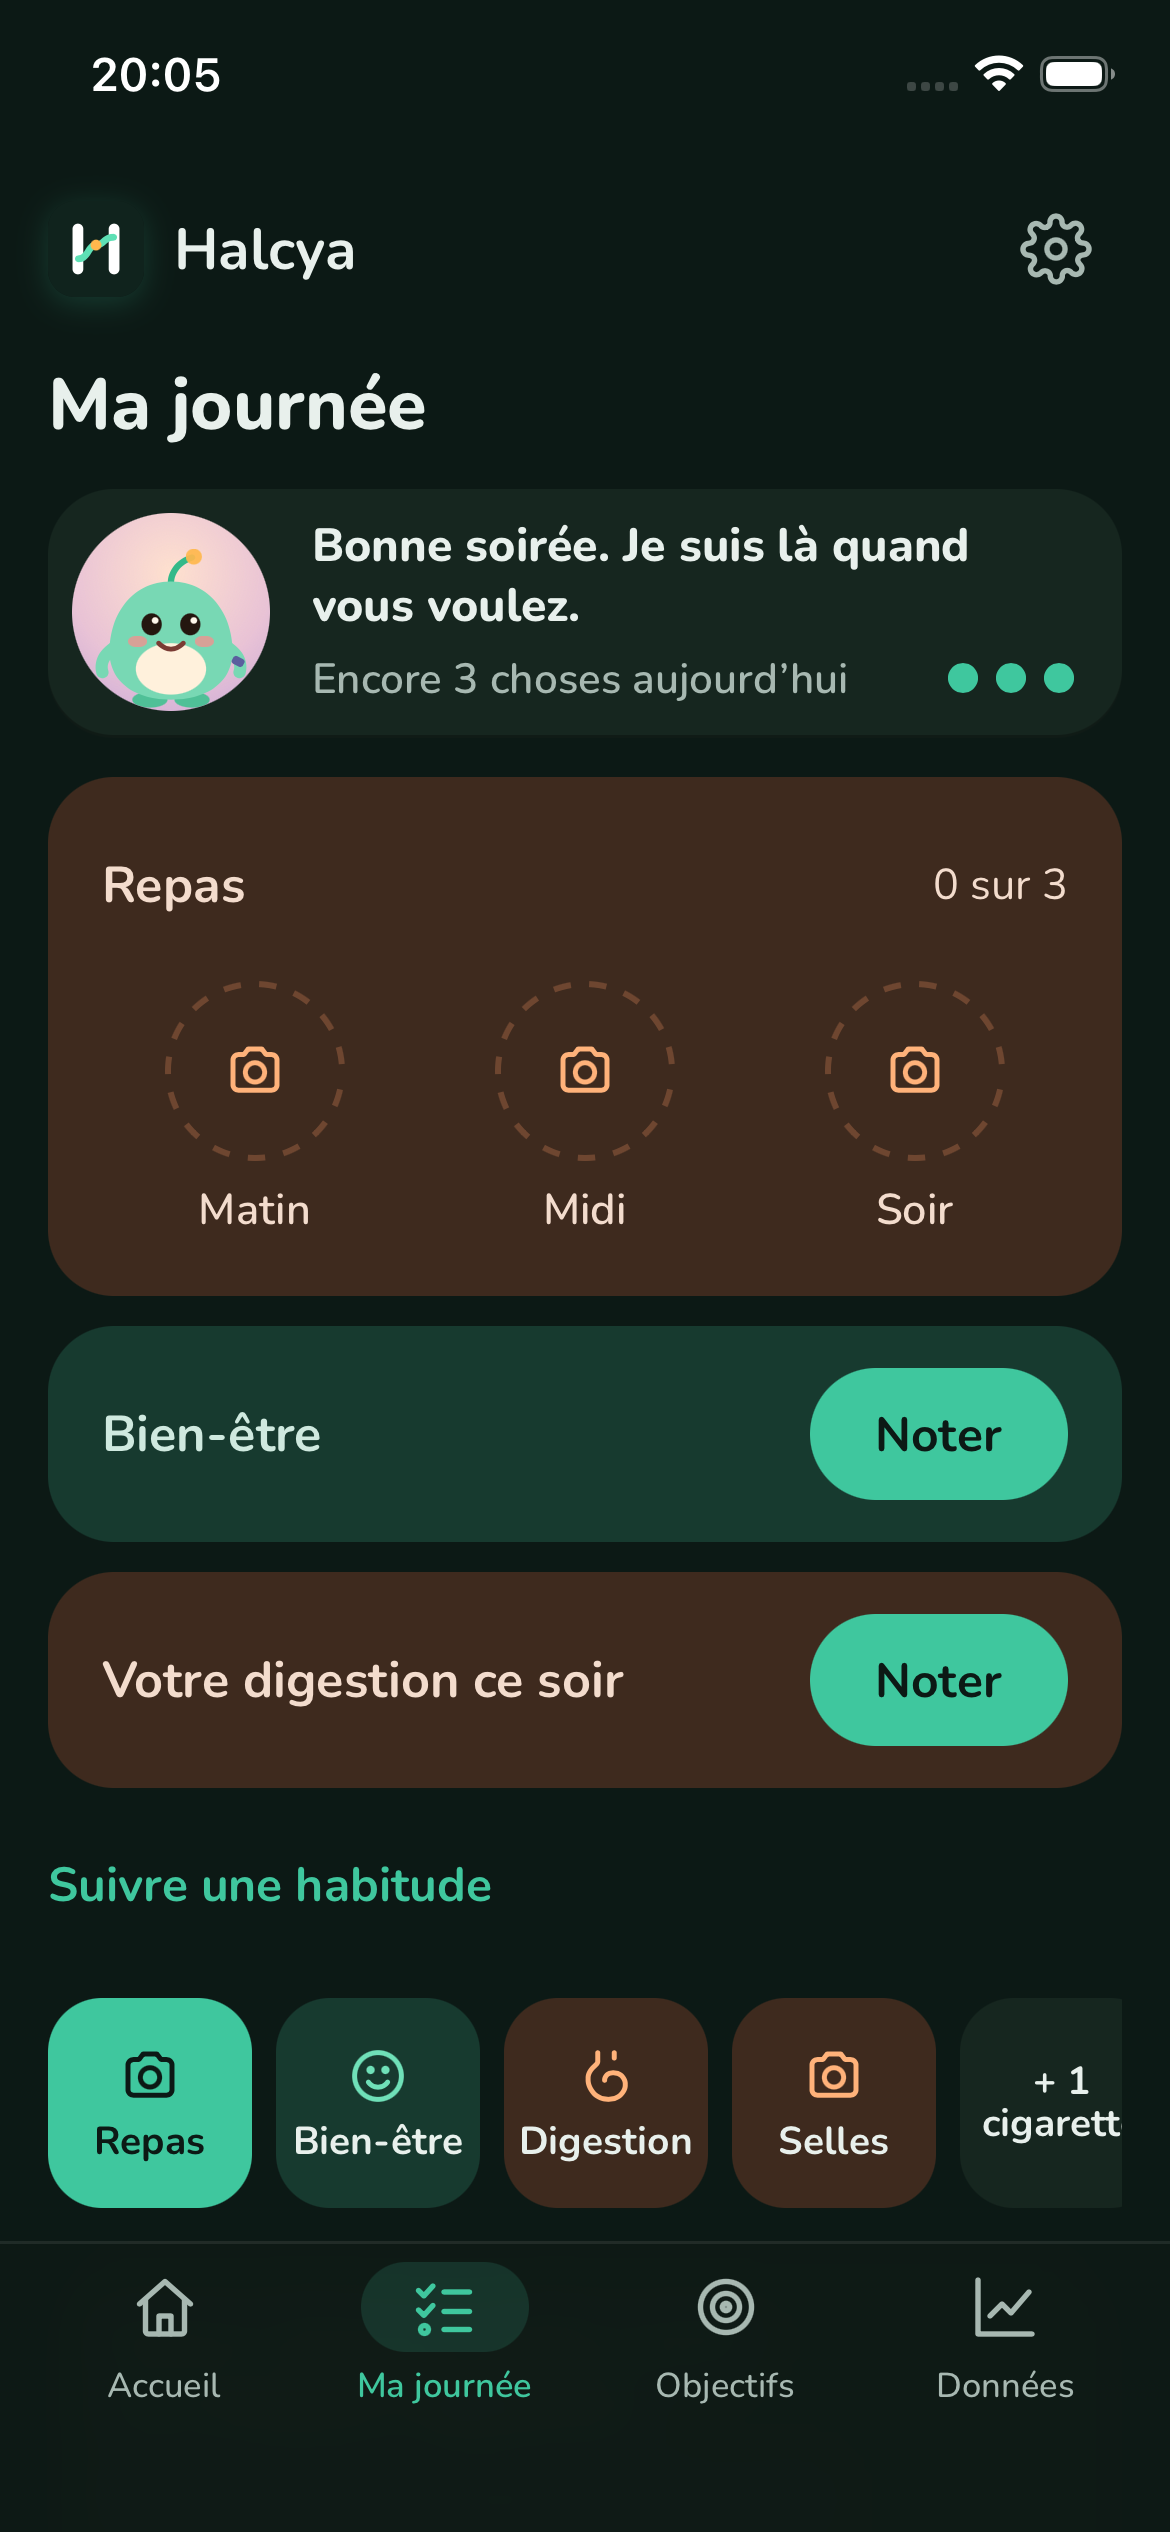 20:05
Halcya
Ma journée
Bonne soirée. Je suis là quand
vous voulez.
Encore 3 choses aujourd’hui
Repas
0 sur 3
Matin
Midi
Soir
Bien-être
Noter
Votre digestion ce soir
Noter
Suivre une habitude
Repas
Bien-être
Digestion
Selles
+ 1
cigarett
Accueil
Ma journée
Objectifs
Données